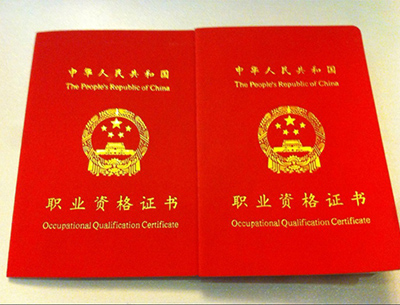 中华人民共和国
The People's Republic of China
职业资格证书
Occupational Qualification Certificate
中华人民共和国
The People's Republic of China
职业资格证书
Occupational Qualification Certificate